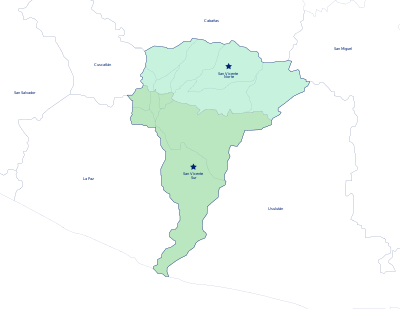 Cabañas
San Miguel
Cuscatlán
San Vicente
Norte
San Salvador
San Vicente
Sur
La Paz
Usulután